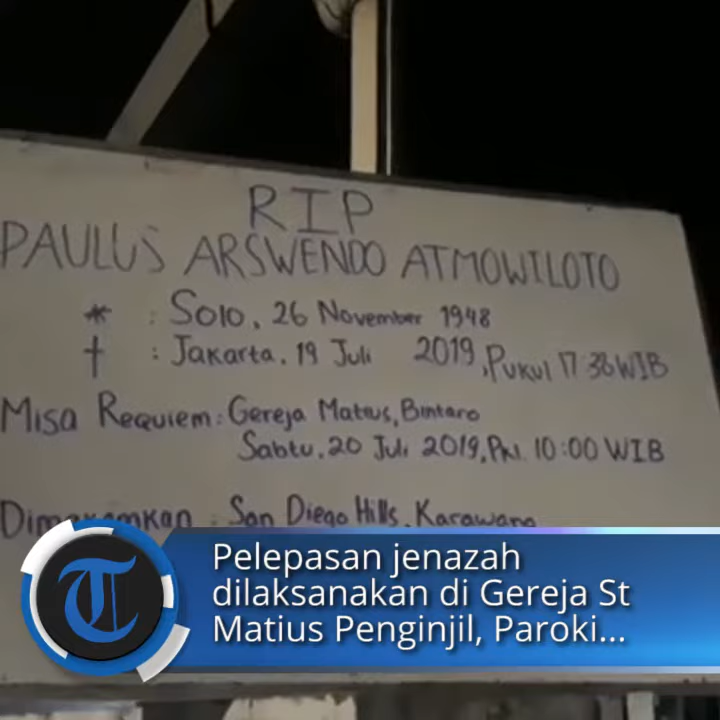 RIP
PAULUS ARSWENDO ATMOWILOTO
* : Solo, 26 November 1948
† : Jakarta, 19 Juli 2019, Pukul 17 38 WIB
Misa Requiem: Gereja Matius, Bintaro
Sabtu, 20 Juli 2019, Pkl. 10:00 WIB
Dimakamkan : San Diego Hills, Karawang
T
Pelepasan jenazah
dilaksanakan di Gereja St
Matius Penginjil, Paroki...